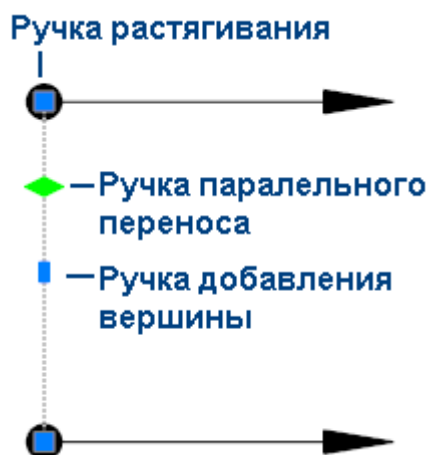 Ручка растягивания
Ручка паралельного
переноса
Ручка добавления
вершины